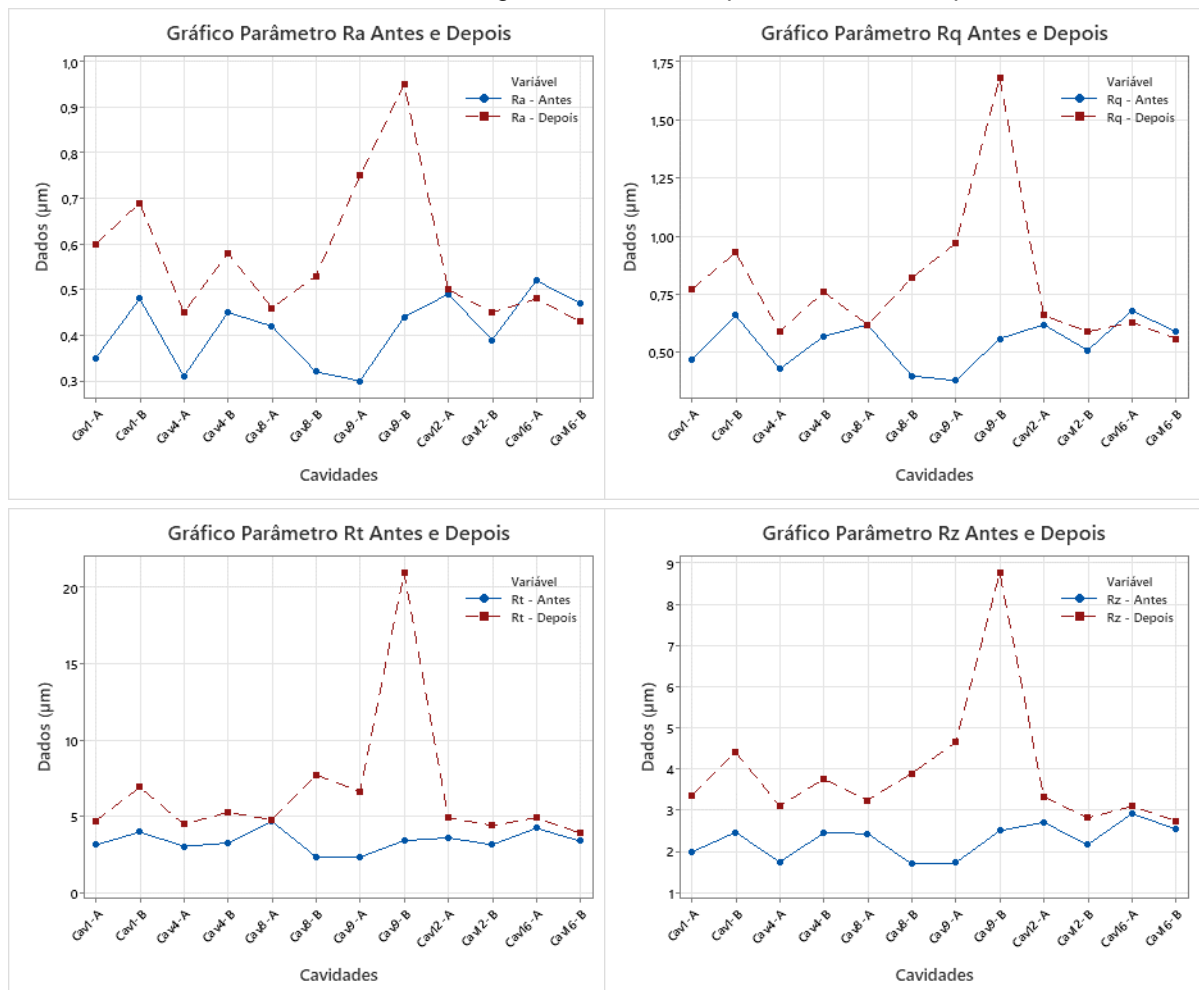 Gráfico Parâmetro Ra Antes e Depois
Variável
Ra - Antes
Ra - Depois
1,0
0,9
0,8
0,7
0,6
0,5
0,4
0,3
Dados (µm)
Cav1-A
Cav1-B
Cav4-A
Cav4-B
Cav8-A
Cav8-B
Cav9-A
Cav9-B
Cav12-A
Cav12-B
Cav16-A
Cav16-B
Cavidades
Gráfico Parâmetro Rq Antes e Depois
Variável
Rq - Antes
Rq - Depois
1,75
1,50
1,25
1,00
0,75
0,50
Dados (µm)
Cav1-A
Cav1-B
Cav4-A
Cav4-B
Cav8-A
Cav8-B
Cav9-A
Cav9-B
Cav12-A
Cav12-B
Cav16-A
Cav16-B
Cavidades
Gráfico Parâmetro Rt Antes e Depois
Variável
Rt - Antes
Rt - Depois
20
15
10
5
0
Dados (µm)
Cav1-A
Cav1-B
Cav4-A
Cav4-B
Cav8-A
Cav8-B
Cav9-A
Cav9-B
Cav12-A
Cav12-B
Cav16-A
Cav16-B
Cavidades
Gráfico Parâmetro Rz Antes e Depois
Variável
Rz - Antes
Rz - Depois
9
8
7
6
5
4
3
2
1
Dados (µm)
Cav1-A
Cav1-B
Cav4-A
Cav4-B
Cav8-A
Cav8-B
Cav9-A
Cav9-B
Cav12-A
Cav12-B
Cav16-A
Cav16-B
Cavidades